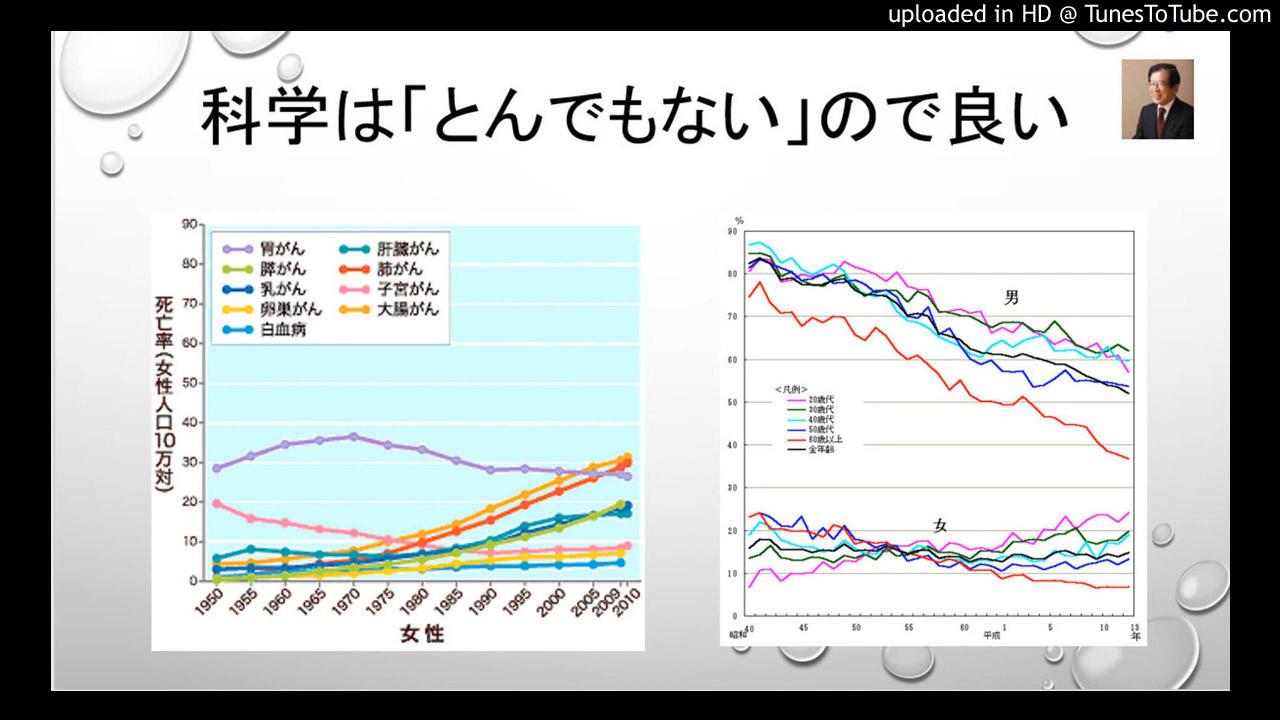 uploaded in HD @ TunesToTube.com
科学は「とんでもない」ので良い
90
80
70
60
50
40
30
20
10
0
死亡率(女性人口10万対)
胃がん
膵がん
乳がん
卵巣がん
白血病
肝臓がん
肺がん
子宮がん
大腸がん
1950 1955 1960 1965 1970 1975 1980 1985 1990 1995 2000 2005 2009 2010
女性
%
90
80
70
60
50
40
30
20
10
0
男
<凡例>
20歳代
30歳代
40歳代
50歳代
60歳以上
全年齢
女
40 45 50 55 60 1 5 10 13
昭和 平成 年